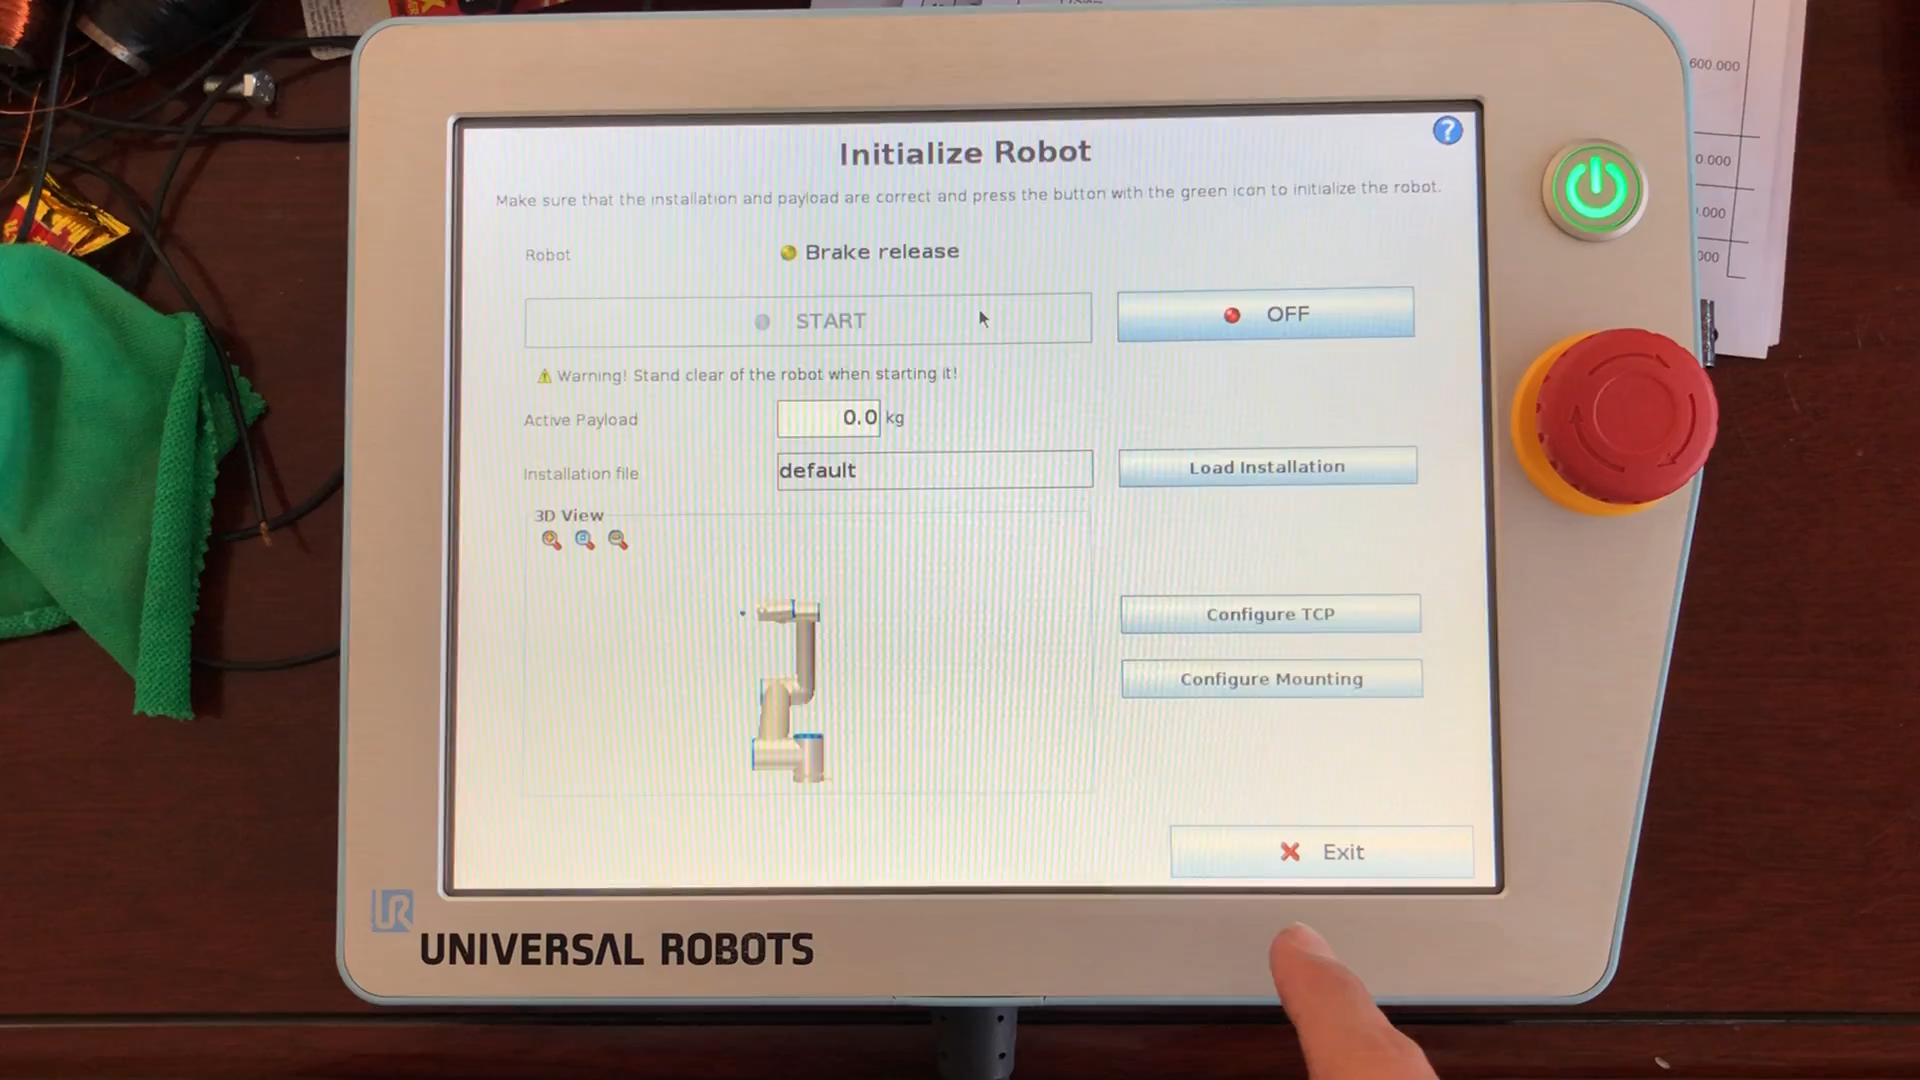 Initialize Robot
?
Make sure that the installation and payload are correct and press the button with the green icon to initialize the robot.
Robot
Brake release
START
OFF
Warning! Stand clear of the robot when starting it!
Active Payload
0.0 kg
Installation file
default
Load Installation
3D View
Configure TCP
Configure Mounting
Exit
UR
UNIVERSAL ROBOTS
600.000
0.000
.000
000